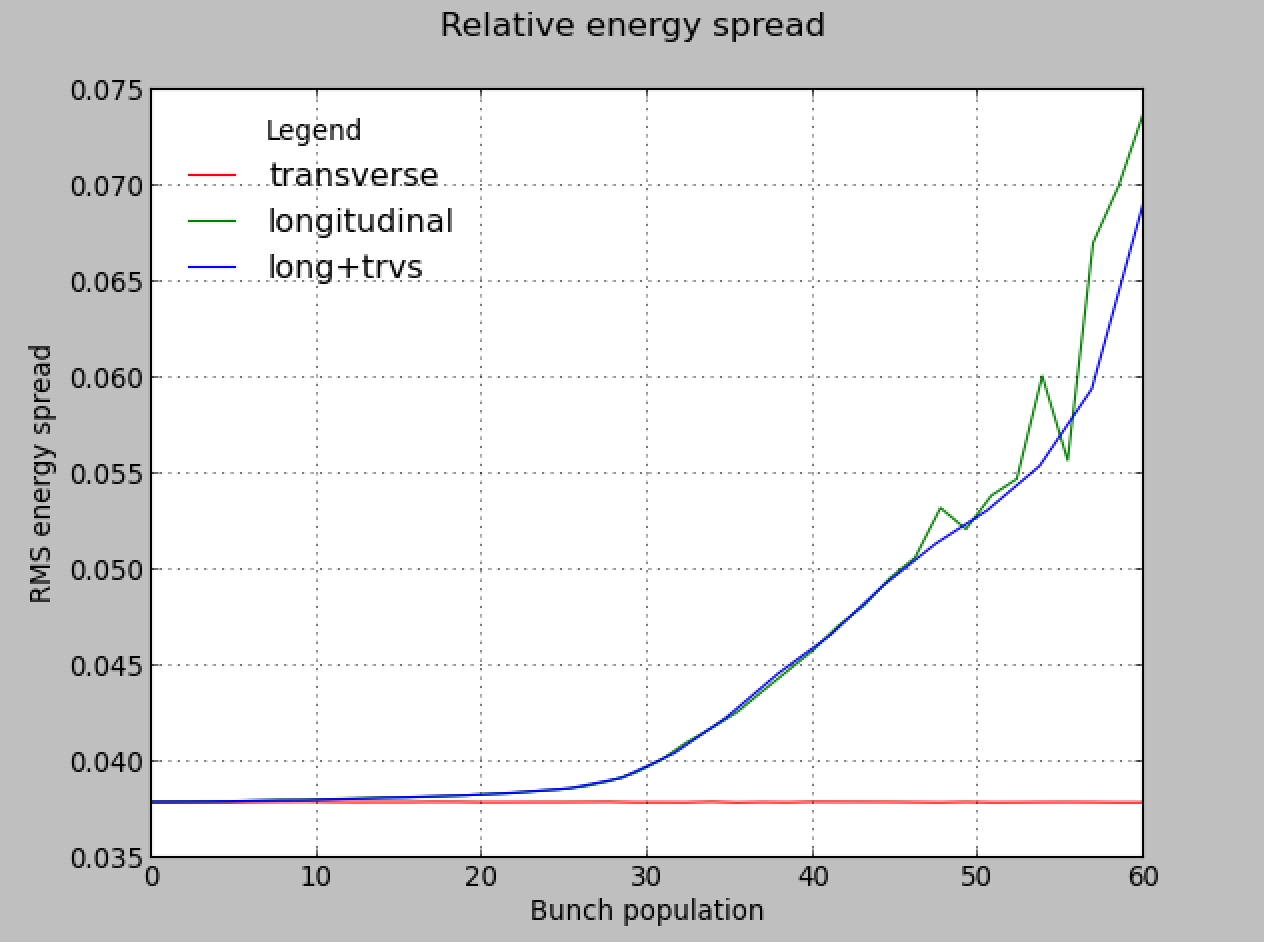 Relative energy spread
0.075
0.070
0.065
0.060
0.055
0.050
0.045
0.040
0.035
RMS energy spread
Legend
transverse
longitudinal
long+trvs
0 10 20 30 40 50 60
Bunch population